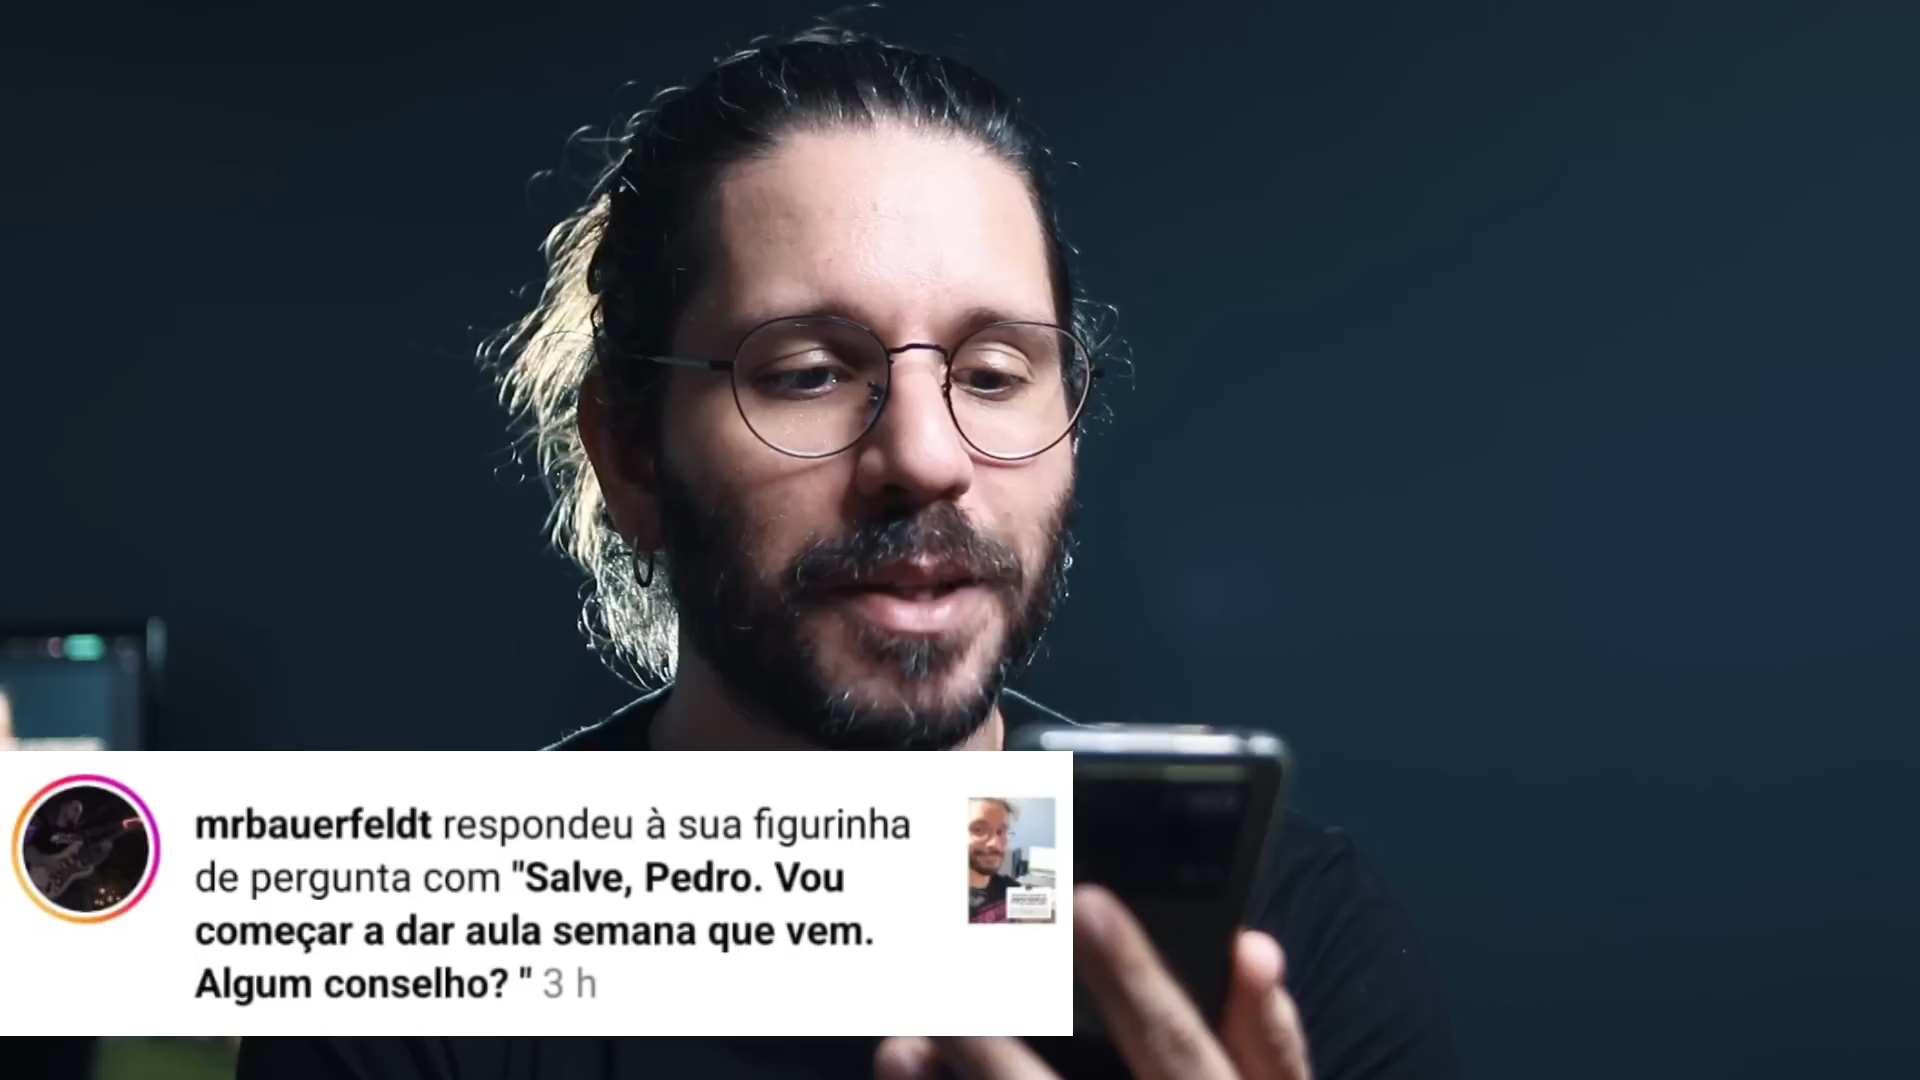 mrbauerfeldt respondeu à sua figurinha
de pergunta com "Salve, Pedro. Vou
começar a dar aula semana que vem.
Algum conselho? " 3 h